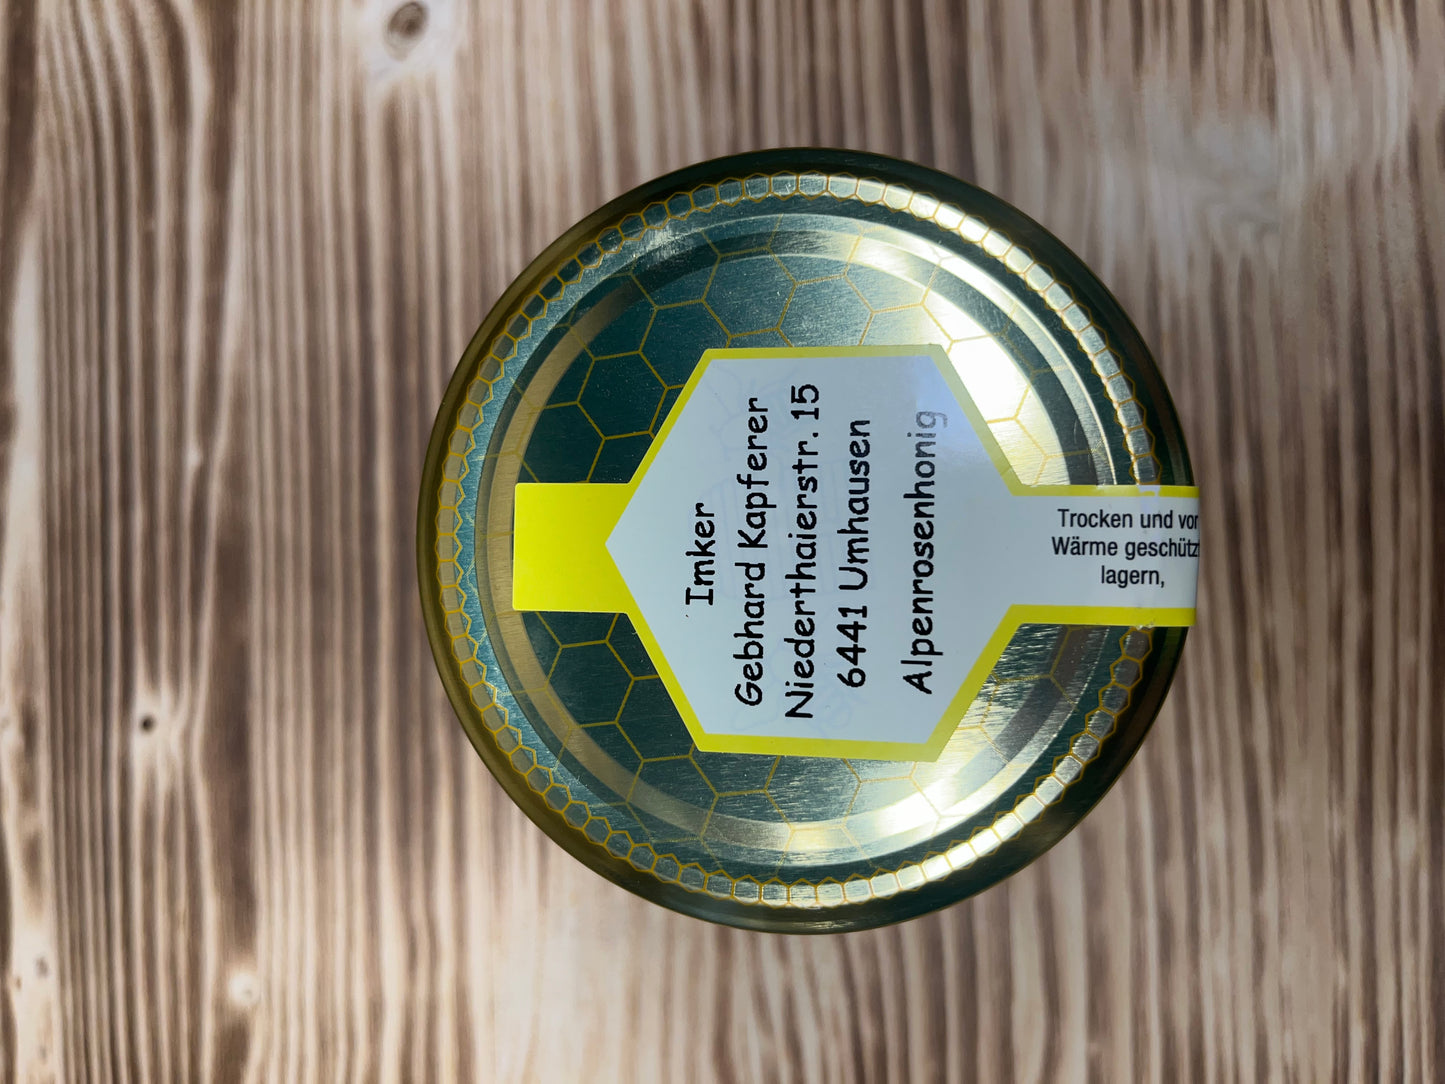 Imker
Gebhard Kapferer
Niederthaierstr. 15
6441 Umhausen
Alpenrosenhonig
Trocken und vor
Wärme geschützt
lagern,